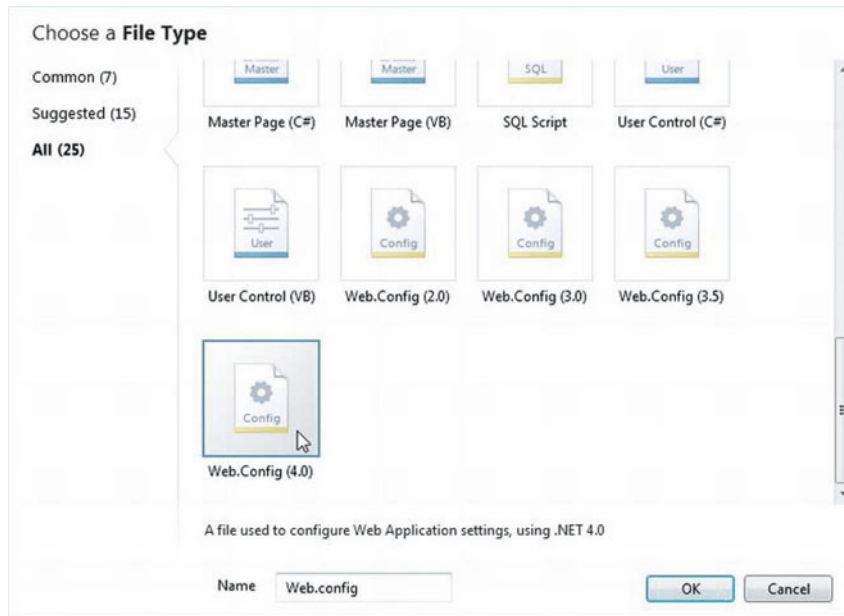 Choose a File Type
Common (7)
Suggested (15)
All (25)
Master
Master
SQL
User
Master Page (C#)
Master Page (VB)
SQL Script
User Control (C#)
User
Config
Config
Config
User Control (VB)
Web.Config (2.0)
Web.Config (3.0)
Web.Config (3.5)
Config
Web.Config (4.0)
A file used to configure Web Application settings, using .NET 4.0
Name
Web.config
OK
Cancel